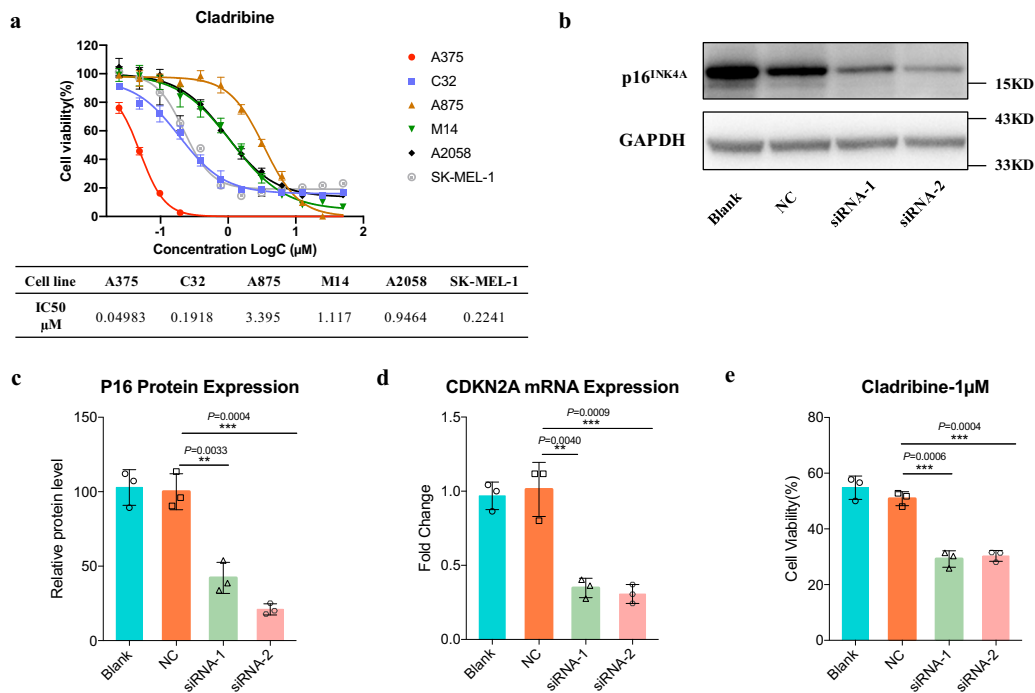 a
Cladribine
Cell viability(%)
120
100
80
60
40
20
0
-1 0 1 2
Concentration LogC (µM)
A375
C32
A875
M14
A2058
SK-MEL-1
Cell line A375 C32 A875 M14 A2058 SK-MEL-1
IC50 µM 0.04983 0.1918 3.395 1.117 0.9464 0.2241
b
p16INK4A
15KD
43KD
GAPDH
33KD
Blank NC siRNA-1 siRNA-2
c
P16 Protein Expression
P=0.0004
***
P=0.0033
**
Relative protein level
150
100
50
0
Blank NC siRNA-1 siRNA-2
d
CDKN2A mRNA Expression
P=0.0009
***
P=0.0040
**
Fold Change
1.5
1.0
0.5
0.0
Blank NC siRNA-1 siRNA-2
e
Cladribine-1µM
P=0.0004
***
P=0.0006
***
Cell Viability(%)
80
60
40
20
0
Blank NC siRNA-1 siRNA-2